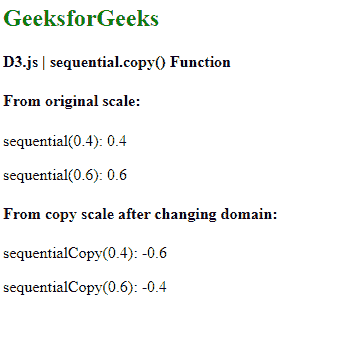 GeeksforGeeks
D3.js | sequential.copy() Function
From original scale:
sequential(0.4): 0.4
sequential(0.6): 0.6
From copy scale after changing domain:
sequentialCopy(0.4): -0.6
sequentialCopy(0.6): -0.4